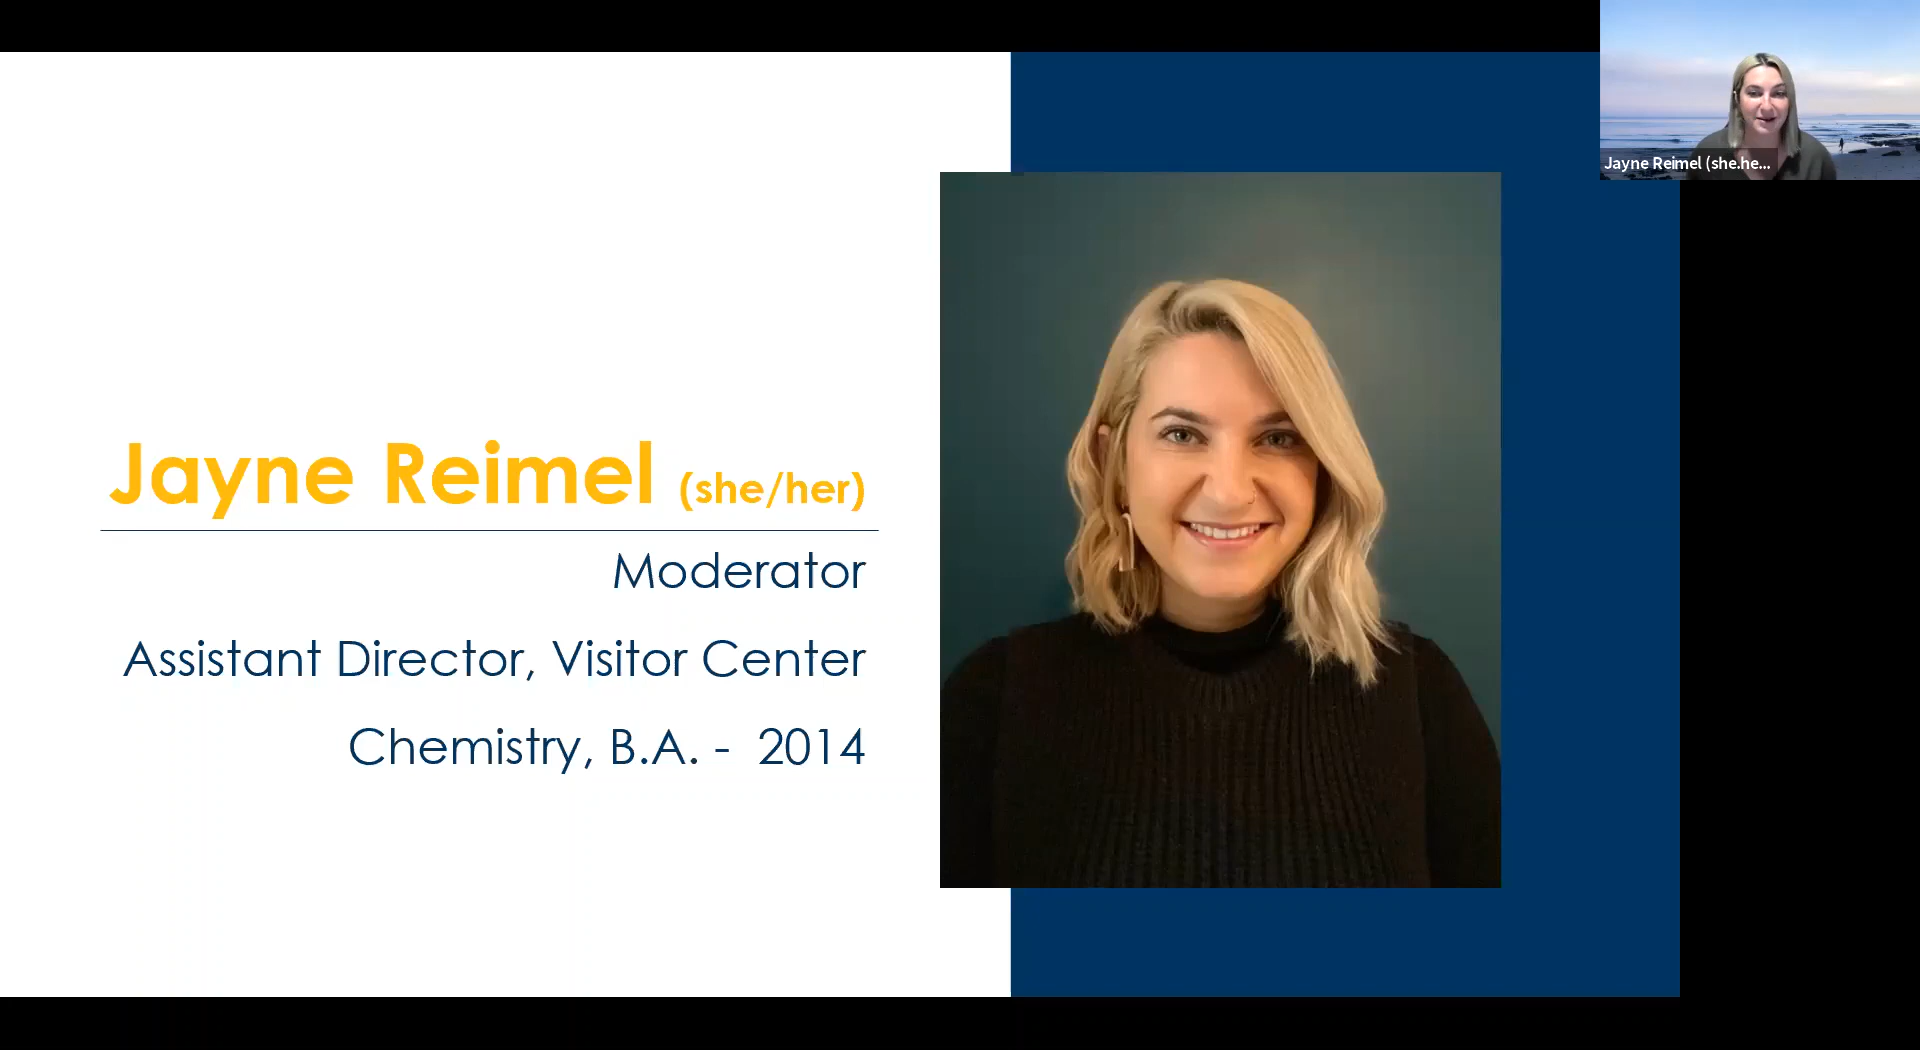 Jayne Reimel (she.he...
Jayne Reimel (she/her)
Moderator
Assistant Director, Visitor Center
Chemistry, B.A. - 2014